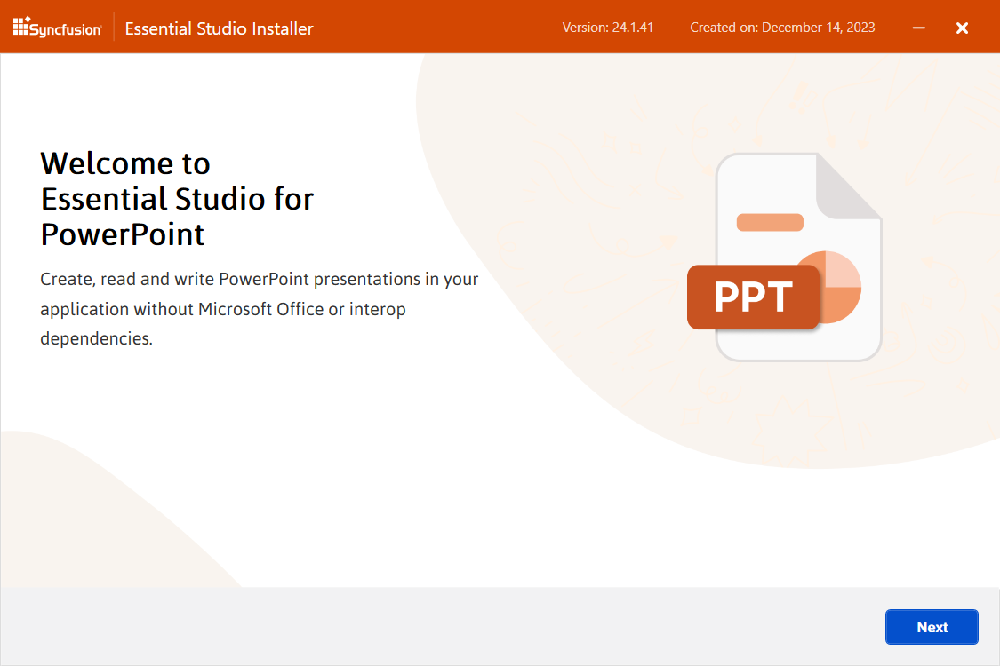 Syncfusion Essential Studio Installer Version: 24.1.41 Created on: December 14, 2023
Welcome to
Essential Studio for
PowerPoint
Create, read and write PowerPoint presentations in your
application without Microsoft Office or interop
dependencies.
PPT
Next